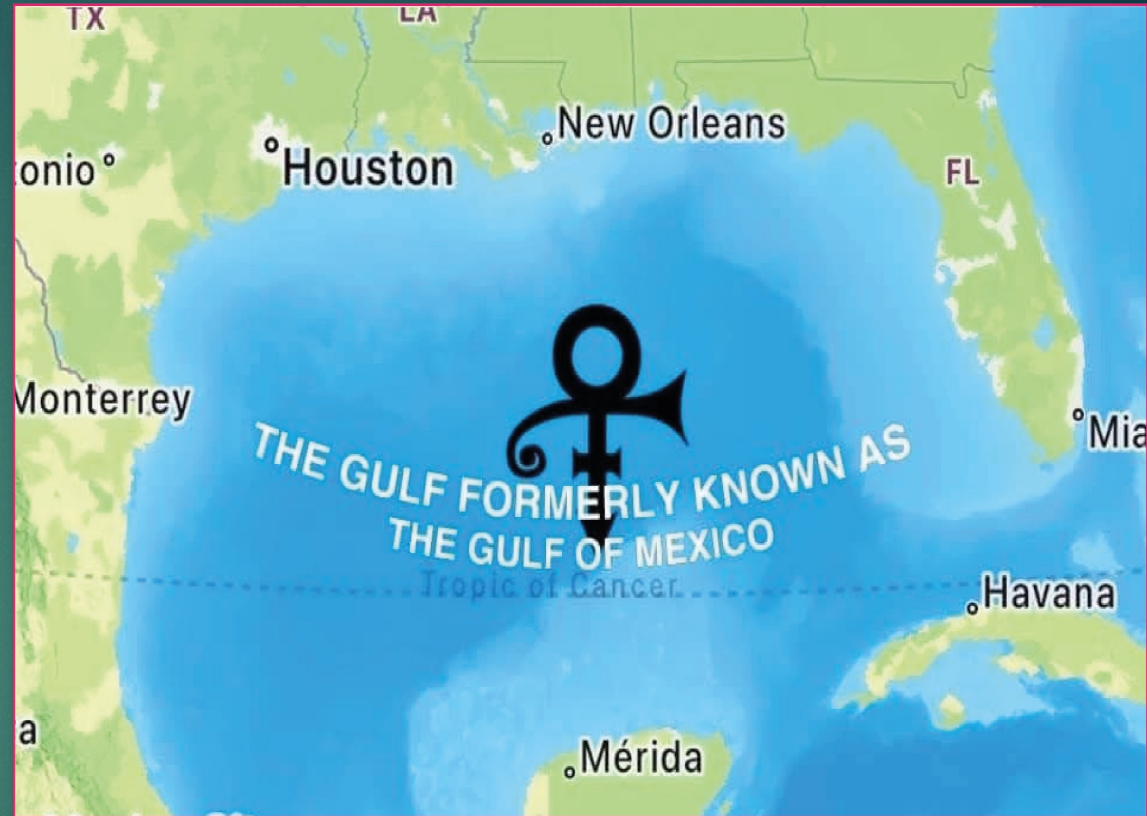 TX
LA
New Orleans
onio
Houston
FL
Monterrey
Mia
THE GULF FORMERLY KNOWN AS
THE GULF OF MEXICO
Tropic of Cancer
Havana
a
Mérida